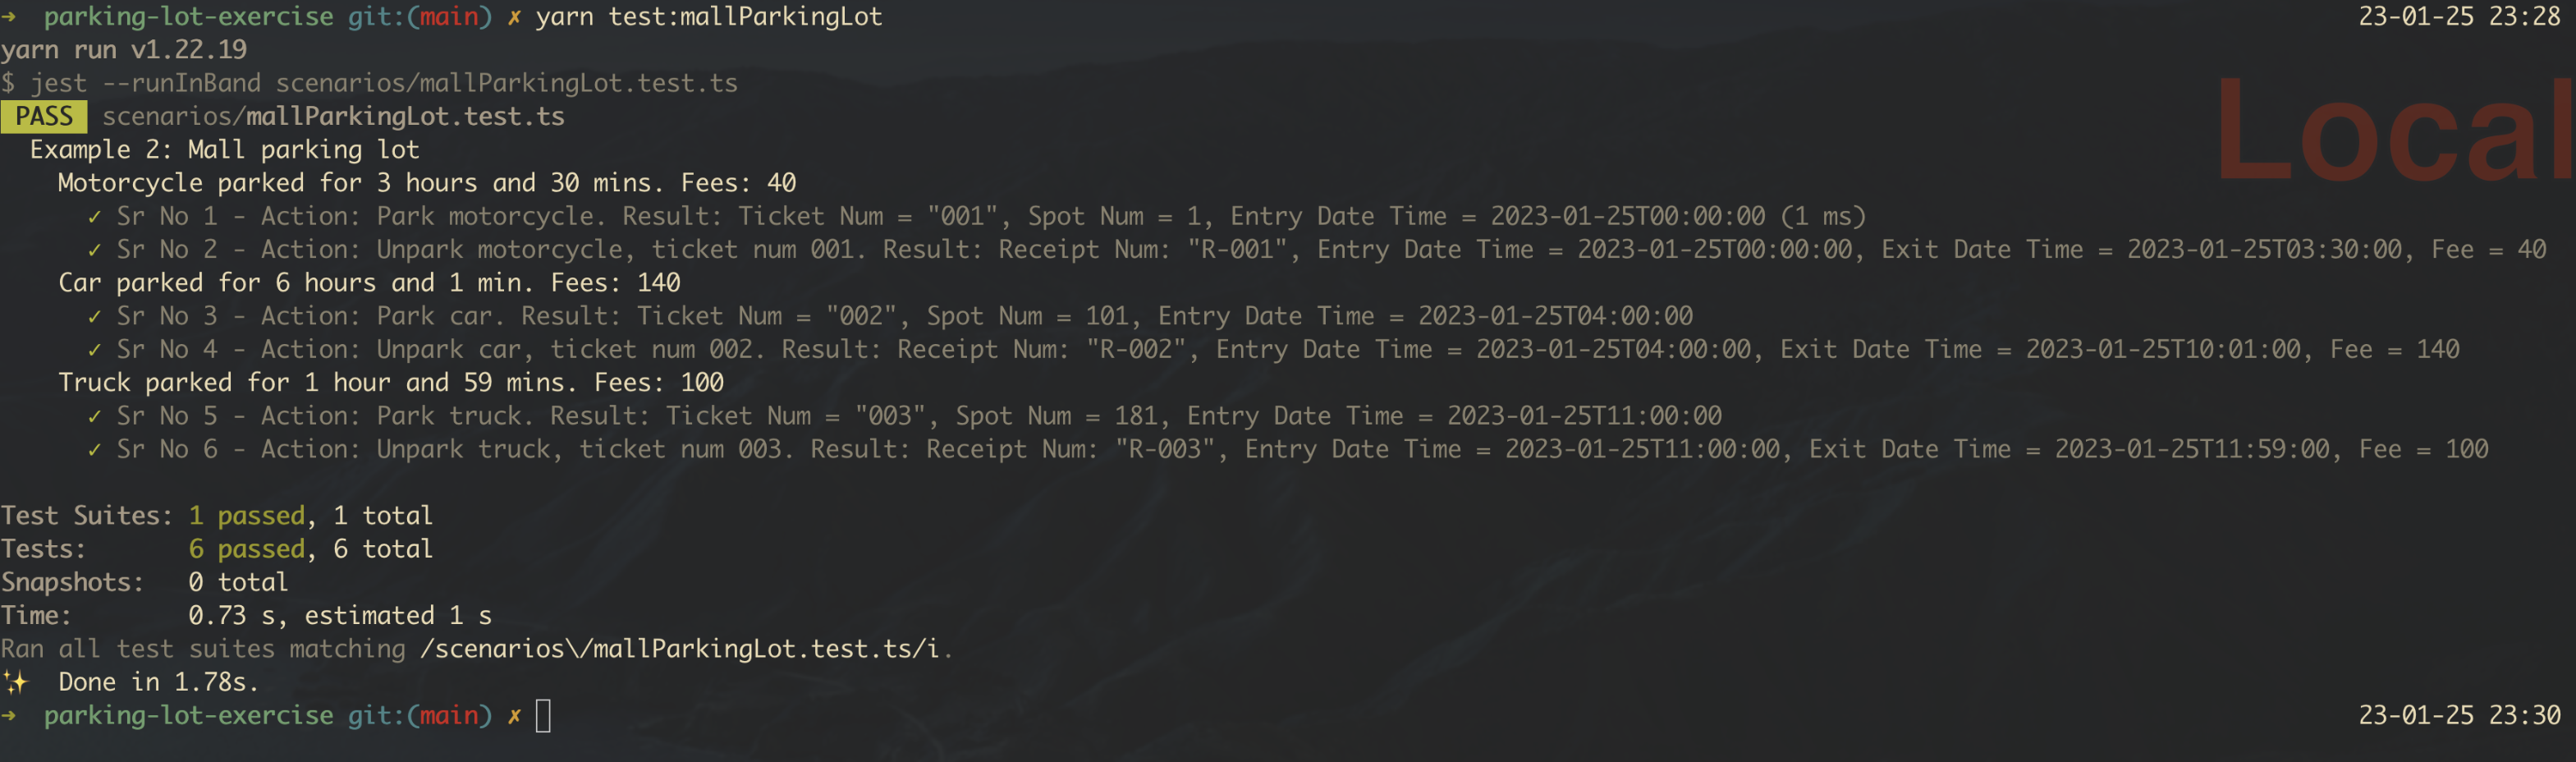 → parking-lot-exercise git:(main) ✗ yarn test:mallParkingLot 23-01-25 23:28
yarn run v1.22.19
$ jest --runInBand scenarios/mallParkingLot.test.ts
Local
PASS scenarios/mallParkingLot.test.ts
Example 2: Mall parking lot
Motorcycle parked for 3 hours and 30 mins. Fees: 40
✓ Sr No 1 - Action: Park motorcycle. Result: Ticket Num = "001", Spot Num = 1, Entry Date Time = 2023-01-25T00:00:00 (1 ms)
✓ Sr No 2 - Action: Unpark motorcycle, ticket num 001. Result: Receipt Num: "R-001", Entry Date Time = 2023-01-25T00:00:00, Exit Date Time = 2023-01-25T03:30:00, Fee = 40
Car parked for 6 hours and 1 min. Fees: 140
✓ Sr No 3 - Action: Park car. Result: Ticket Num = "002", Spot Num = 101, Entry Date Time = 2023-01-25T04:00:00
✓ Sr No 4 - Action: Unpark car, ticket num 002. Result: Receipt Num: "R-002", Entry Date Time = 2023-01-25T04:00:00, Exit Date Time = 2023-01-25T10:01:00, Fee = 140
Truck parked for 1 hour and 59 mins. Fees: 100
✓ Sr No 5 - Action: Park truck. Result: Ticket Num = "003", Spot Num = 181, Entry Date Time = 2023-01-25T11:00:00
✓ Sr No 6 - Action: Unpark truck, ticket num 003. Result: Receipt Num: "R-003", Entry Date Time = 2023-01-25T11:00:00, Exit Date Time = 2023-01-25T11:59:00, Fee = 100
Test Suites: 1 passed, 1 total
Tests: 6 passed, 6 total
Snapshots: 0 total
Time: 0.73 s, estimated 1 s
Ran all test suites matching /scenarios\/mallParkingLot.test.ts/i.
✨ Done in 1.78s.
→ parking-lot-exercise git:(main) ✗ 23-01-25 23:30